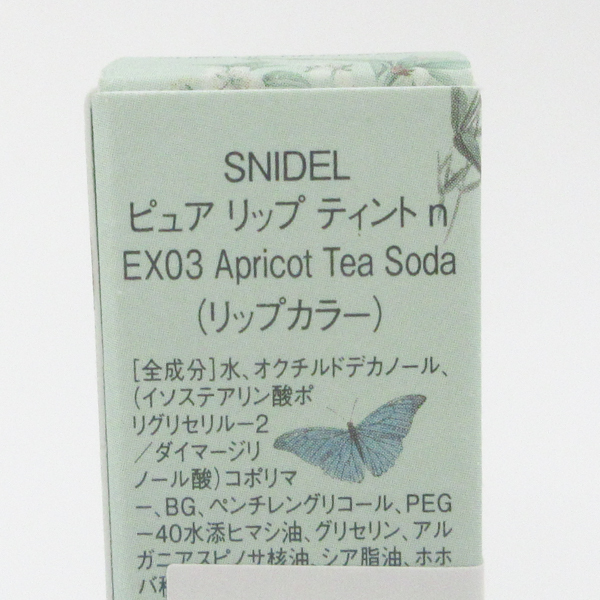 SNIDEL
ピュア リップ ティント n
EX03 Apricot Tea Soda
(リップカラー)
[全成分]水、オクチルドデカノール、
(イソステアリン酸ポ
リグリセリル－2
／ダイマージリ
ノール酸)コポリマ
ー、BG、ペンチレングリコール、PEG
－40水添ヒマシ油、グリセリン、アル
ガニアスピノサ核油、シア脂油、ホホ
バ種